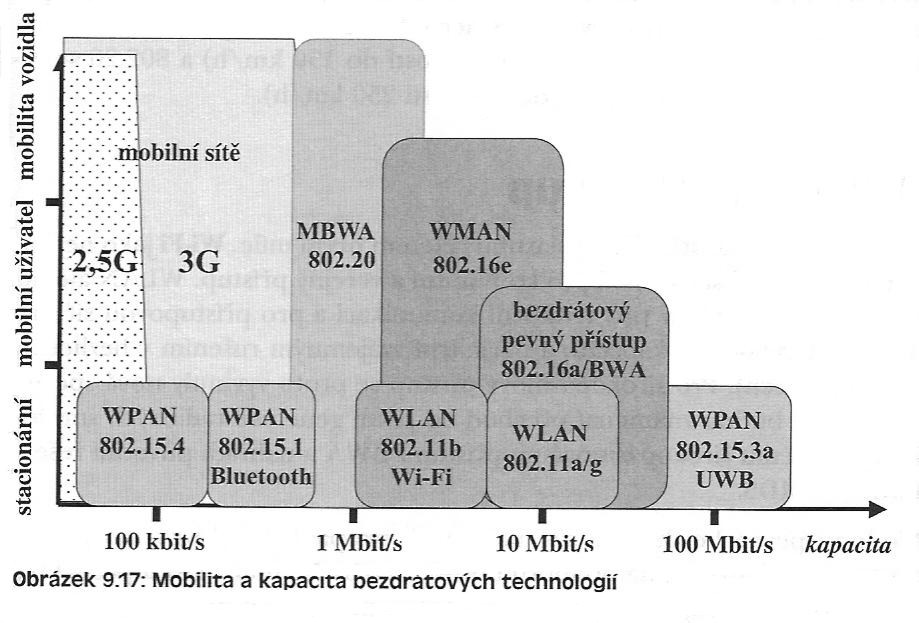 mobilita vozidla
mobilní uživatel
stacionární
mobilní sítě
2,5G
3G
MBWA
802.20
WMAN
802.16e
bezdrátový
pevný přístup
802.16a/BWA
WPAN
802.15.4
WPAN
802.15.1
Bluetooth
WLAN
802.11b
Wi-Fi
WLAN
802.11a/g
WPAN
802.15.3a
UWB
100 kbit/s
1 Mbit/s
10 Mbit/s
100 Mbit/s
kapacita
Obrázek 9.17: Mobilita a kapacita bezdrátových technologií